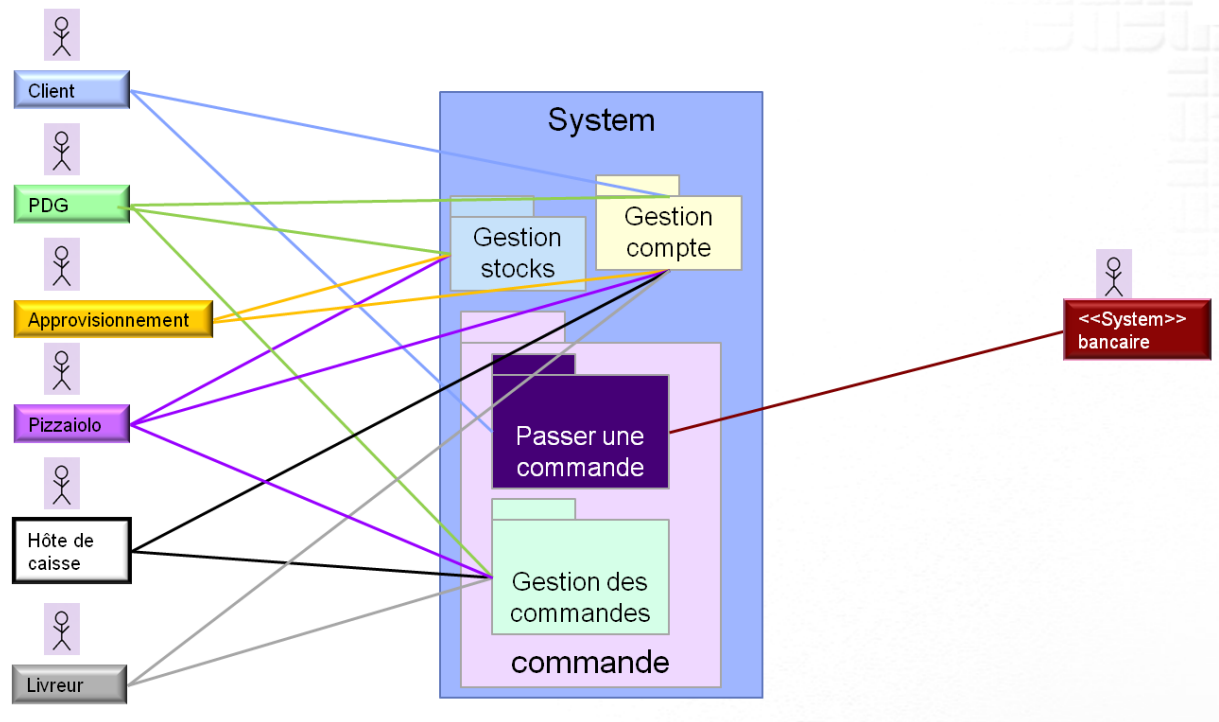 Client
PDG
Approvisionnement
Pizzaiolo
Hôte de
caisse
Livreur
System
Gestion
stocks
Gestion
compte
Passer une
commande
Gestion des
commandes
commande
<<System>>
bancaire